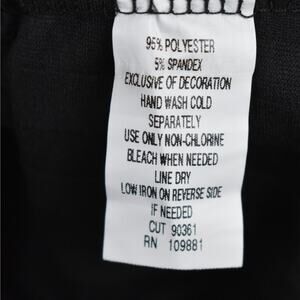 95% POLYESTER
5% SPANDEX
EXCLUSIVE OF DECORATION
HAND WASH COLD
SEPARATELY
USE ONLY NON-CHLORINE
BLEACH WHEN NEEDED
LINE DRY
LOW IRON ON REVERSE SIDE
IF NEEDED
CUT 90361
RN 109881